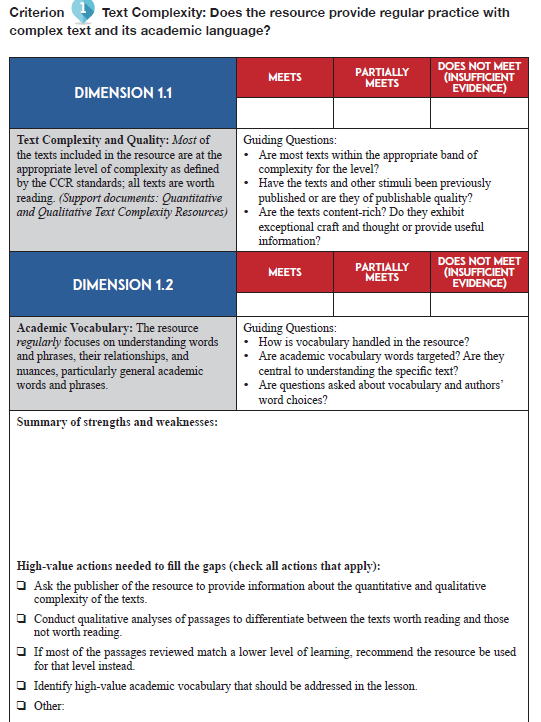 Criterion 1 Text Complexity: Does the resource provide regular practice with
complex text and its academic language?
DIMENSION 1.1
MEETS
PARTIALLY
MEETS
DOES NOT MEET
(INSUFFICIENT
EVIDENCE)
Text Complexity and Quality: Most of
the texts included in the resource are at the
appropriate level of complexity as defined
by the CCR standards; all texts are worth
reading. (Support documents: Quantitative
and Qualitative Text Complexity Resources)
Guiding Questions:
• Are most texts within the appropriate band of
complexity for the level?
• Have the texts and other stimuli been previously
published or are they of publishable quality?
• Are the texts content-rich? Do they exhibit
exceptional craft and thought or provide useful
information?
DIMENSION 1.2
MEETS
PARTIALLY
MEETS
DOES NOT MEET
(INSUFFICIENT
EVIDENCE)
Academic Vocabulary: The resource
regularly focuses on understanding words
and phrases, their relationships, and
nuances, particularly general academic
words and phrases.
Guiding Questions:
• How is vocabulary handled in the resource?
• Are academic vocabulary words targeted? Are they
central to understanding the specific text?
• Are questions asked about vocabulary and authors’
word choices?
Summary of strengths and weaknesses:
High-value actions needed to fill the gaps (check all actions that apply):
❑ Ask the publisher of the resource to provide information about the quantitative and qualitative
complexity of the texts.
❑ Conduct qualitative analyses of passages to differentiate between the texts worth reading and those
not worth reading.
❑ If most of the passages reviewed match a lower level of learning, recommend the resource be used
for that level instead.
❑ Identify high-value academic vocabulary that should be addressed in the lesson.
❑ Other: